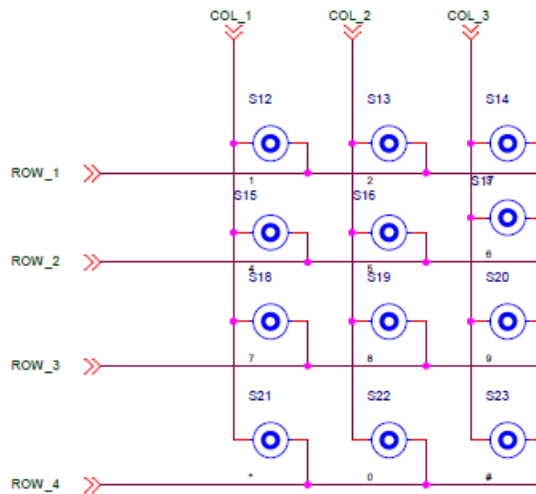 COL_1 COL_2 COL_3
S12 S13 S14
ROW_1
1 2
S15 S16 S17
6
ROW_2
4 5
S18 S19 S20
ROW_3
7 8 9
S21 S22 S23
ROW_4
* 0 #